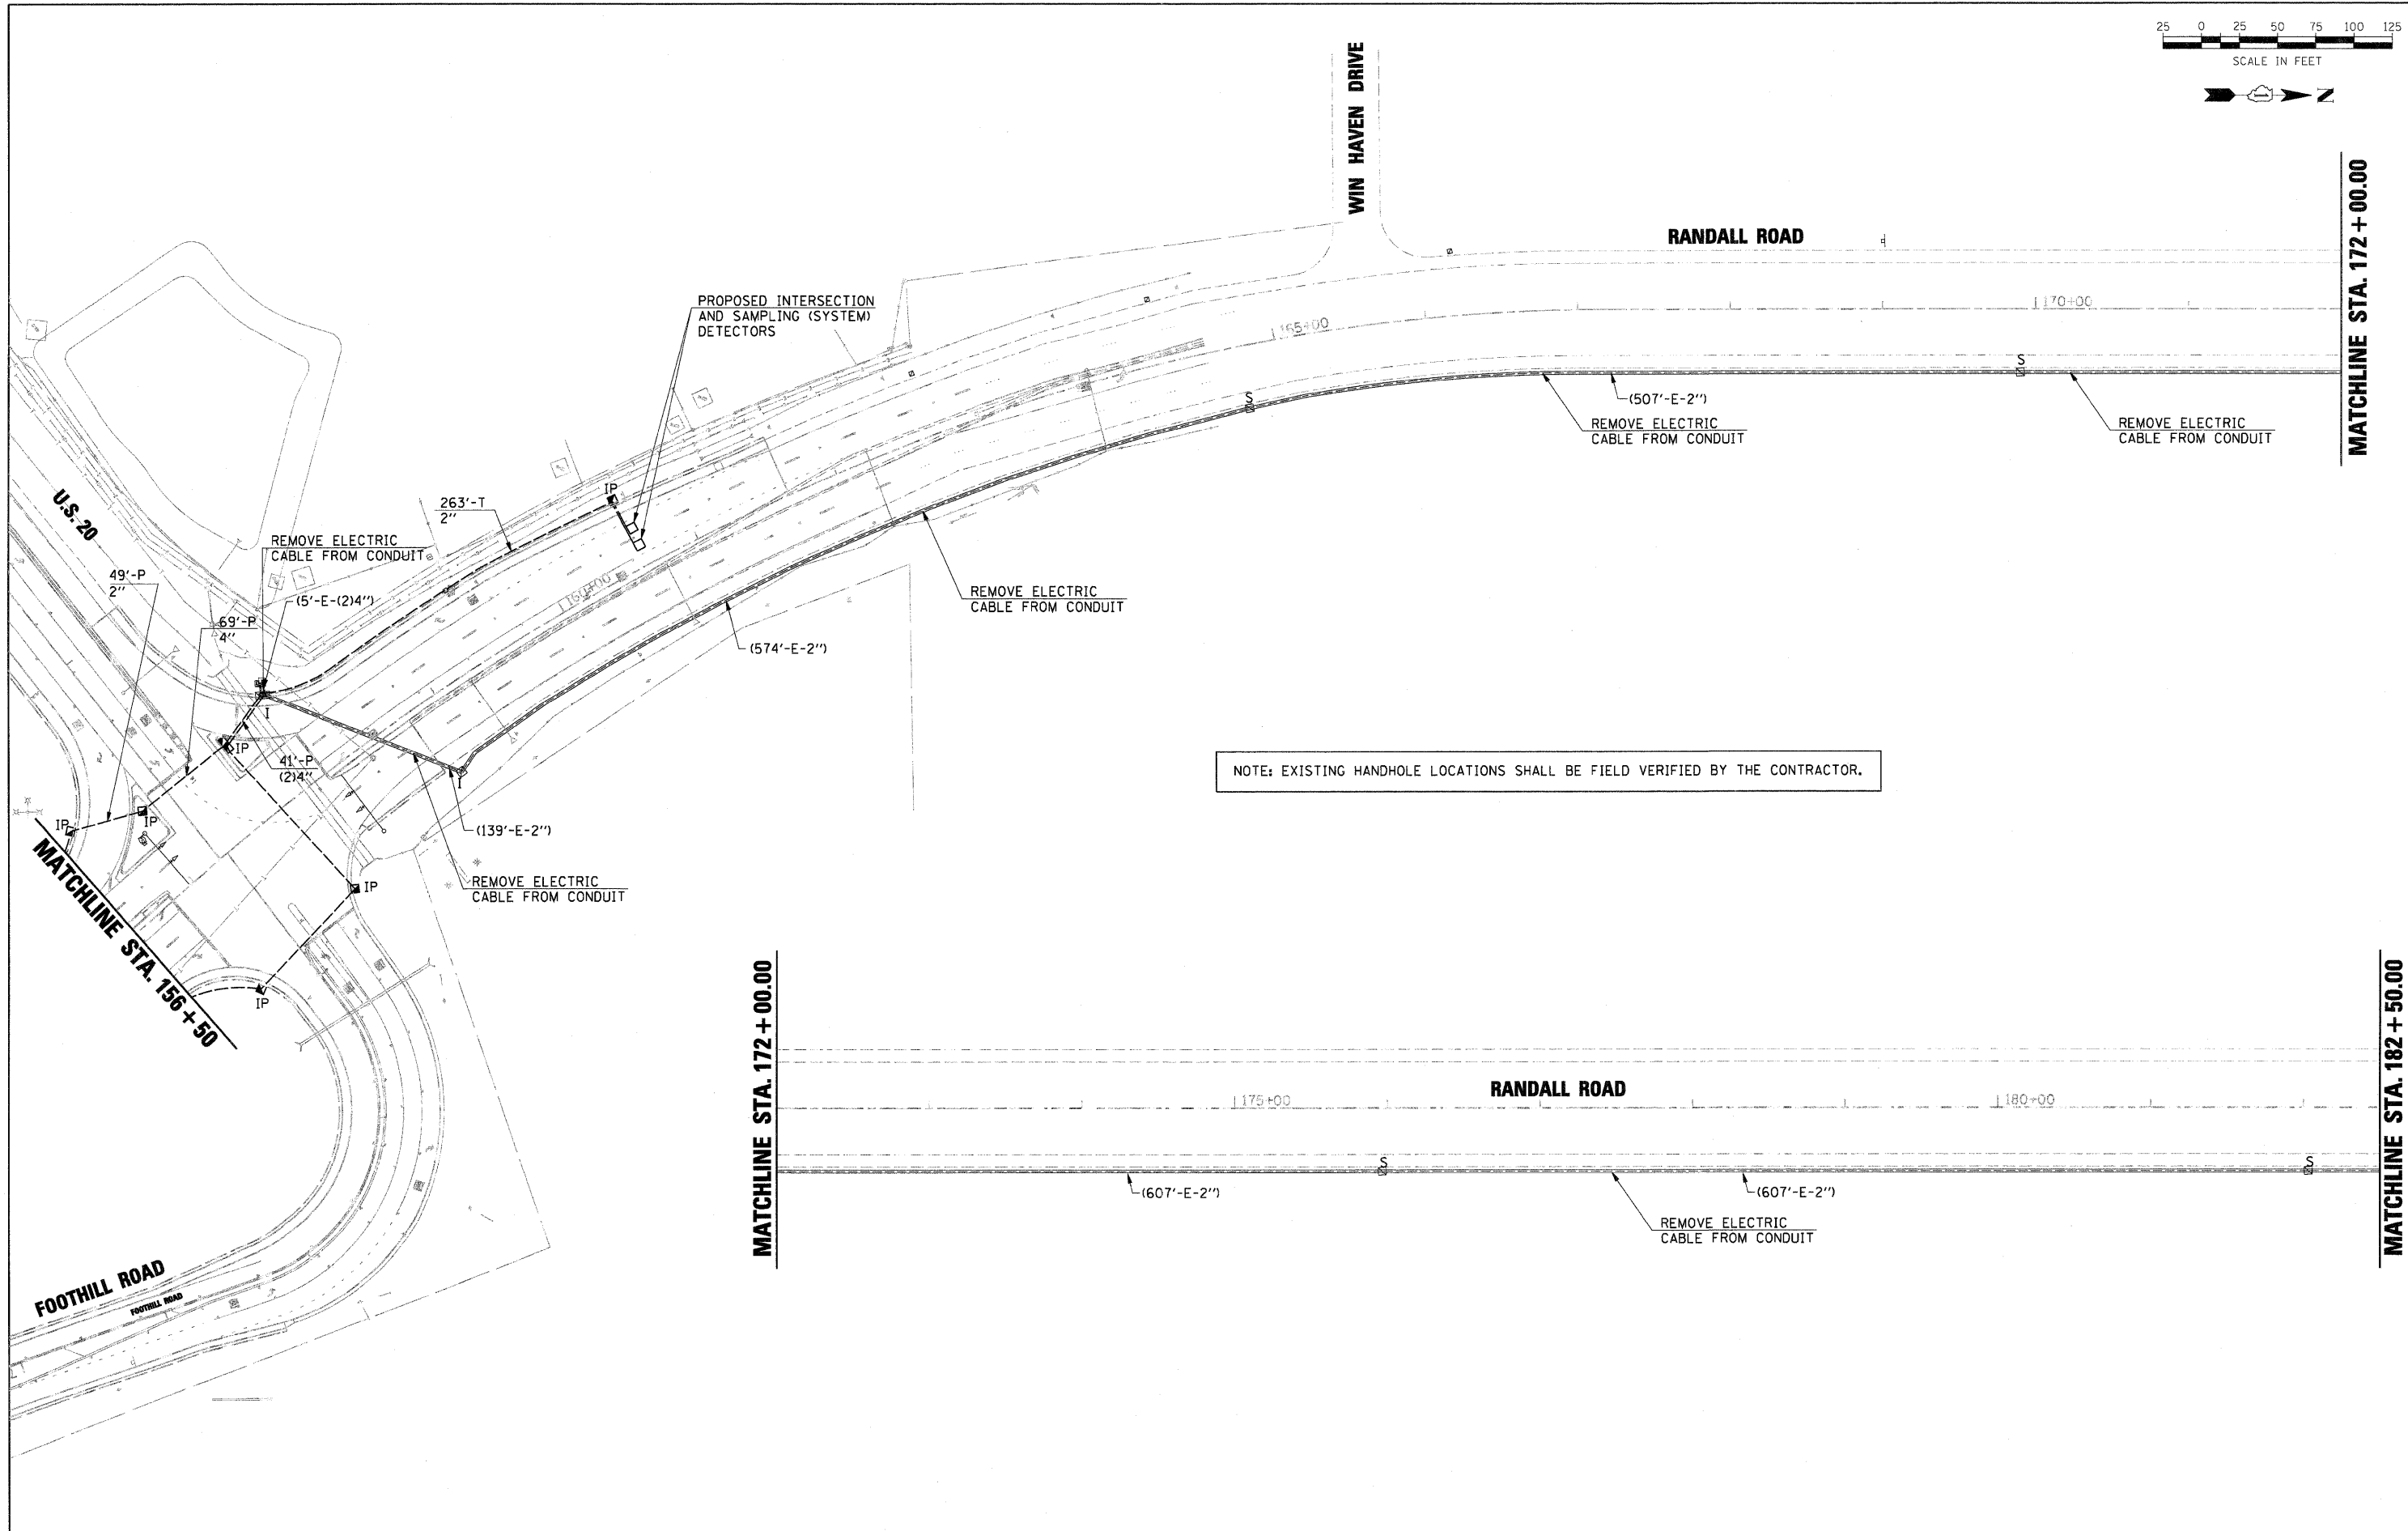 25 0 25 50 75 100 125
SCALE IN FEET
WIN HAVEN DRIVE
RANDALL ROAD
MATCHLINE STA. 172+00.00
170+00
165+00
S
S
(507'-E-2'')
REMOVE ELECTRIC
CABLE FROM CONDUIT
REMOVE ELECTRIC
CABLE FROM CONDUIT
PROPOSED INTERSECTION
AND SAMPLING (SYSTEM)
DETECTORS
IP
263'-T
2''
U.S. 20
REMOVE ELECTRIC
CABLE FROM CONDUIT
160+00
49'-P
2''
(5'-E-(2)4'')
69'-P
4''
REMOVE ELECTRIC
CABLE FROM CONDUIT
(574'-E-2'')
I
IP
41'-P
(2)4''
I
IP
IP
(139'-E-2'')
NOTE: EXISTING HANDHOLE LOCATIONS SHALL BE FIELD VERIFIED BY THE CONTRACTOR.
MATCHLINE STA. 156+50
REMOVE ELECTRIC
CABLE FROM CONDUIT
IP
IP
MATCHLINE STA. 172+00.00
RANDALL ROAD
175+00
180+00
S
S
(607'-E-2'')
(607'-E-2'')
REMOVE ELECTRIC
CABLE FROM CONDUIT
MATCHLINE STA. 182+50.00
FOOTHILL ROAD
FOOTHILL ROAD